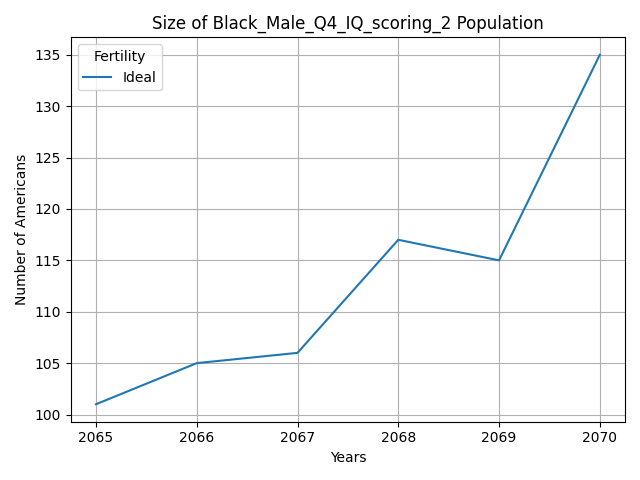 Size of Black_Male_Q4_IQ_scoring_2 Population
Fertility
Ideal
Number of Americans
135
130
125
120
115
110
105
100
2065 2066 2067 2068 2069 2070
Years